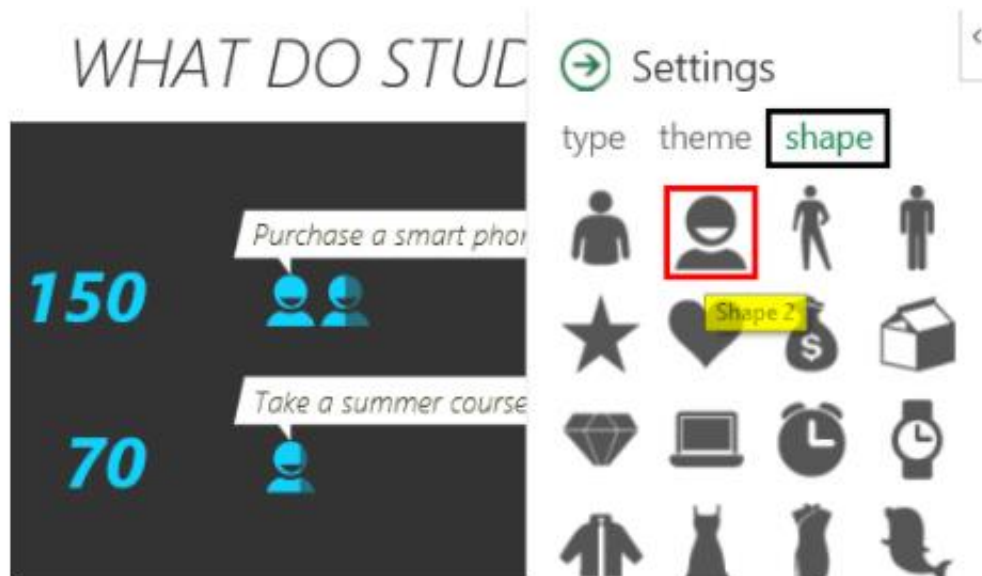 WHAT DO STUD
Settings
type theme shape
Purchase a smart phor
150
Shape 2
$
Take a summer course
70